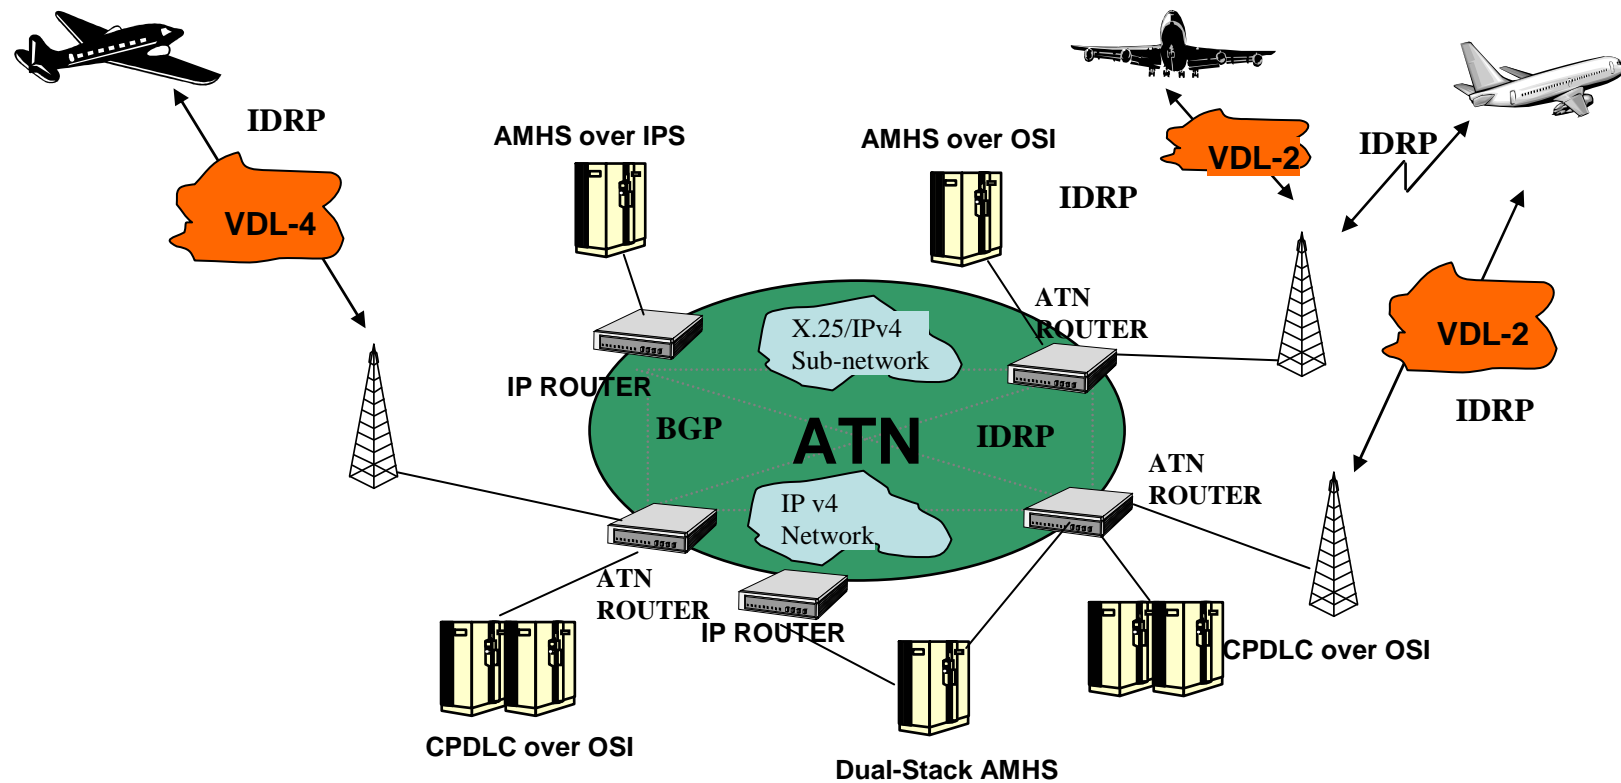 IDRP
AMHS over IPS
AMHS over OSI
IDRP
VDL-2
IDRP
VDL-4
ATN
ROUTER
X.25/IPv4
Sub-network
VDL-2
IP ROUTER
IDRP
BGP
ATN
IDRP
ATN
ROUTER
IP v4
Network
ATN
ROUTER
IP ROUTER
CPDLC over OSI
CPDLC over OSI
Dual-Stack AMHS